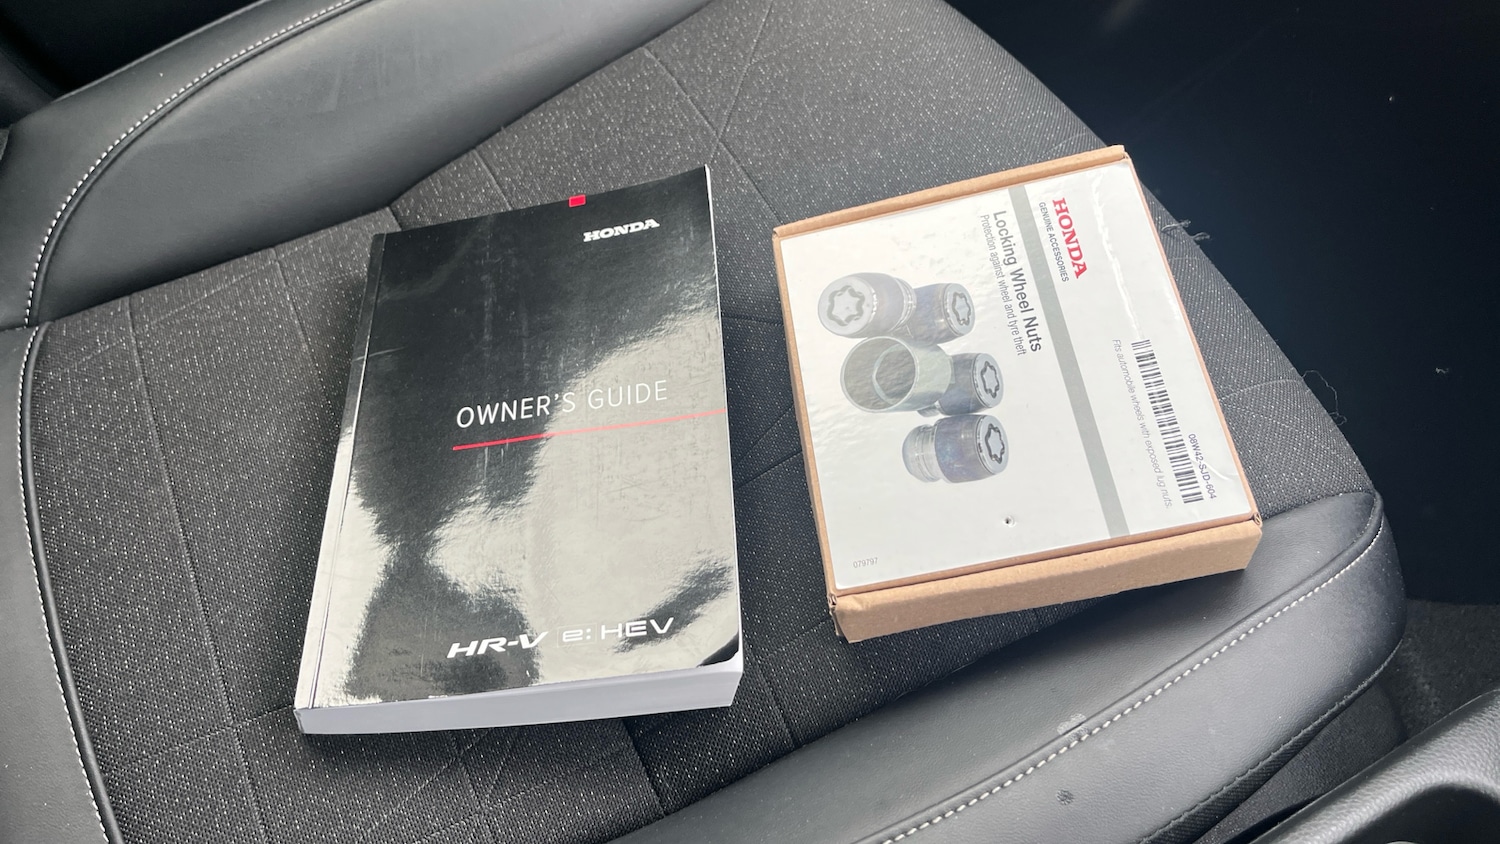 HONDA
OWNER'S GUIDE
HR-V e: HEV
HONDA
GENUINE ACCESSORIES
Locking Wheel Nuts
Protection against wheel and tyre theft
Fits automobile wheels with exposed lug nuts.
08W42-SJD-604
079797